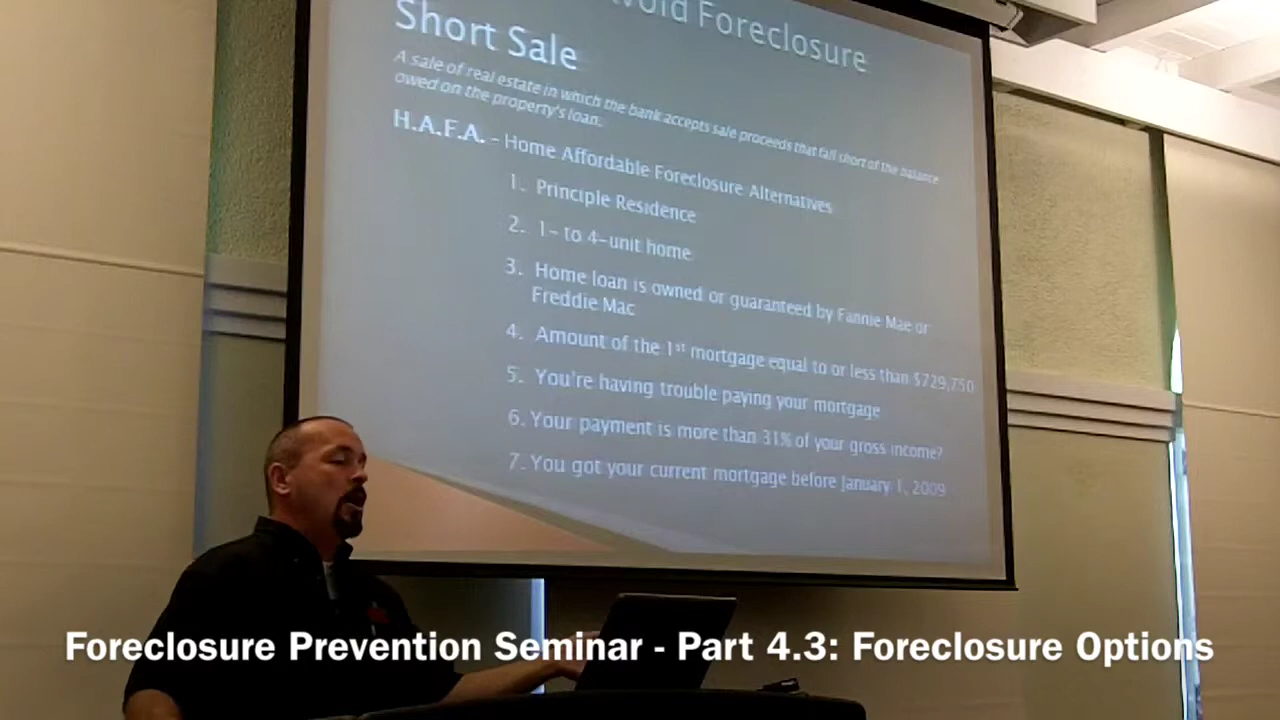 Foreclosure
Short Sale
A sale of real estate in which the bank accepts sale proceeds that fall short of the balance
owed on the property's loan.
H.A.F.A. - Home Affordable Foreclosure Alternatives
1. Principle Residence
2. 1- to 4-unit home
3. Home loan is owned or guaranteed by Fannie Mae or
Freddie Mac
4. Amount of the 1st mortgage equal to or less than $729,750
5. You're having trouble paying your mortgage
6. Your payment is more than 31% of your gross income?
7. You got your current mortgage before January 1, 2009
Foreclosure Prevention Seminar - Part 4.3: Foreclosure Options